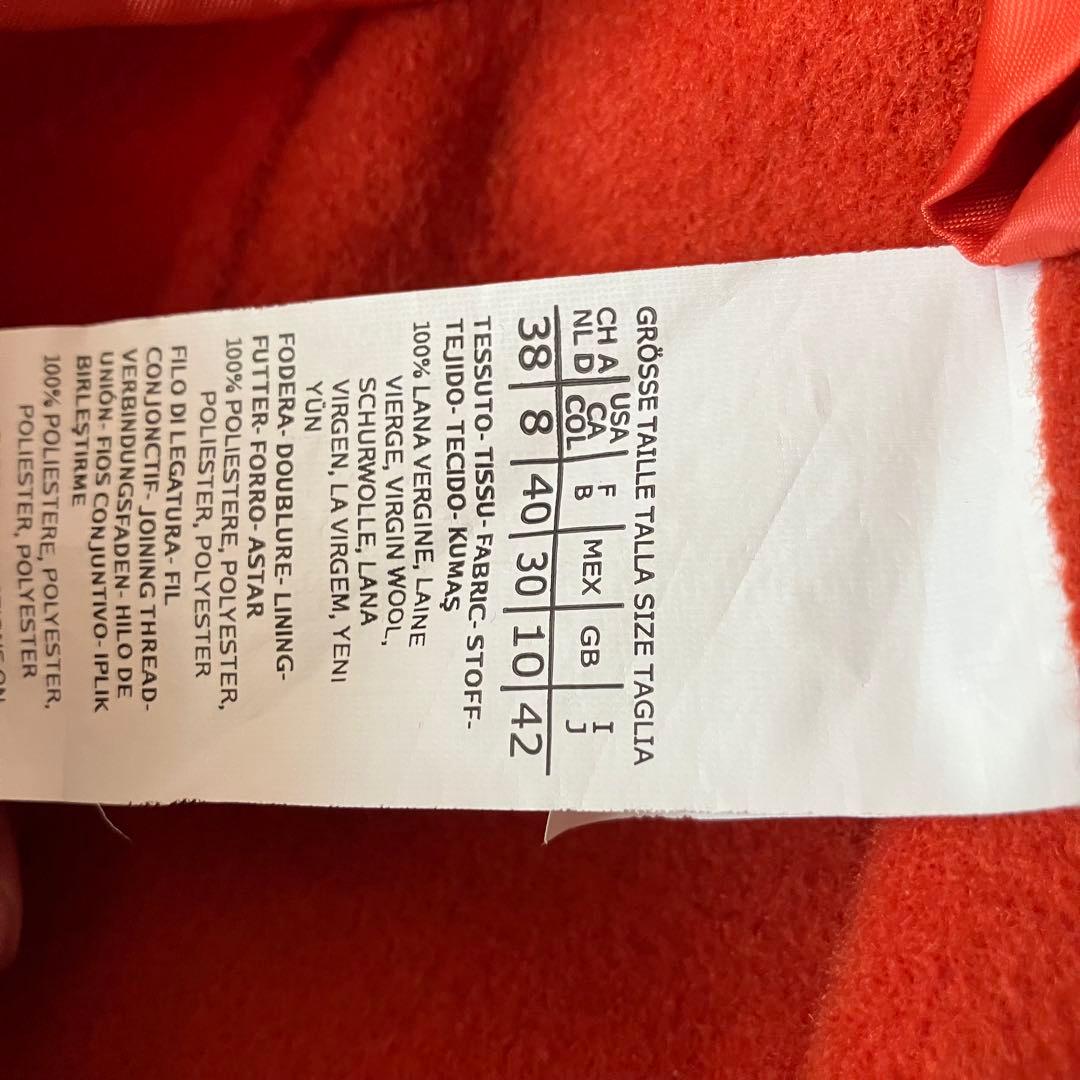 GRÖSSE TAILLE TALLA SIZE TAGLIA
CH A USA F MEX GB I
NL D CA COL B J
38 8 40 30 10 42
TESSUTO- TISSU- FABRIC- STOFF-
TEJIDO- TECIDO- KUMAŞ
100% LANA VERGINE, LAINE
VIERGE, VIRGIN WOOL,
SCHURWOLLE, LANA
VIRGEN, LA VIRGEM, YENI
YÜN
FODERA- DOUBLURE- LINING-
FUTTER- FORRO- ASTAR
100% POLIESTERE, POLYESTER,
POLIESTER, POLYESTER
FILO DI LEGATURA- FIL
CONJONCTIF- JOINING THREAD-
VERBINDUNGSFADEN- HILO DE
UNIÓN- FIOS CONJUNTIVO- IPLIK
BIRLEŞTIRME
100% POLIESTERE, POLYESTER,
POLIESTER, POLYESTER